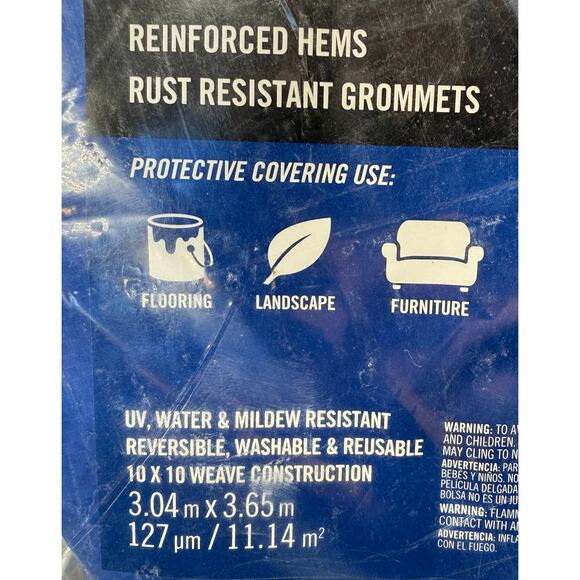 REINFORCED HEMS
RUST RESISTANT GROMMETS
PROTECTIVE COVERING USE:
FLOORING LANDSCAPE FURNITURE
UV, WATER & MILDEW RESISTANT
REVERSIBLE, WASHABLE & REUSABLE
10 X 10 WEAVE CONSTRUCTION
3.04 m x 3.65 m
127 µm / 11.14 m²
WARNING: TO
AND CHILDREN.
MAY CLING TO
ADVERTENCIA:
BEBÉS Y NIÑOS. NO
PELÍCULA DELGADA
BOLSA NO ES UN
WARNING:
CONTACT WITH
ADVERTENCIA:
CON EL FUEGO.